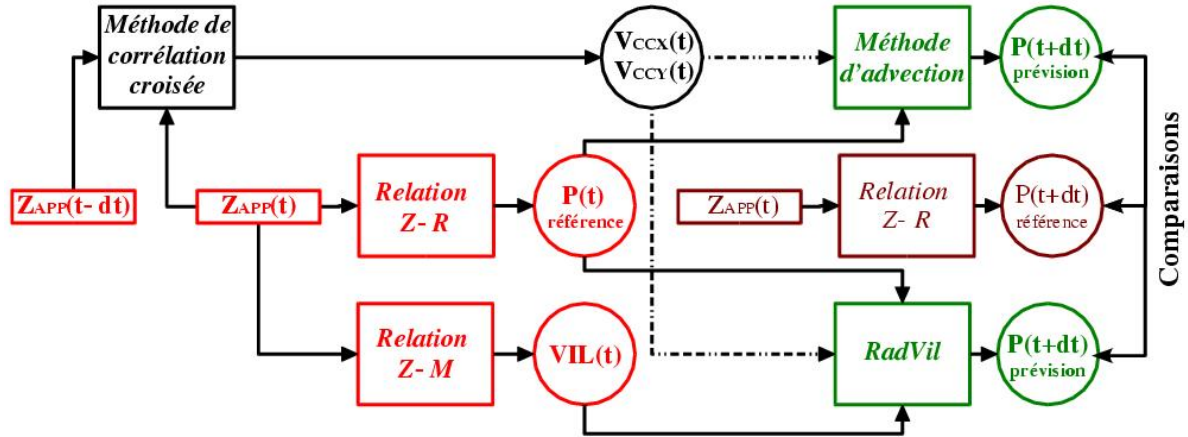 Méthode de
corrélation
croisée
VCCX(t)
VCCY(t)
Méthode
d'advection
P(t+dt)
prévision
ZAPP(t- dt)
ZAPP(t)
Relation
Z- R
P(t)
référence
ZAPP(t)
Relation
Z- R
P(t+dt)
référence
Comparaisons
Relation
Z- M
VIL(t)
RadVil
P(t+dt)
prévision